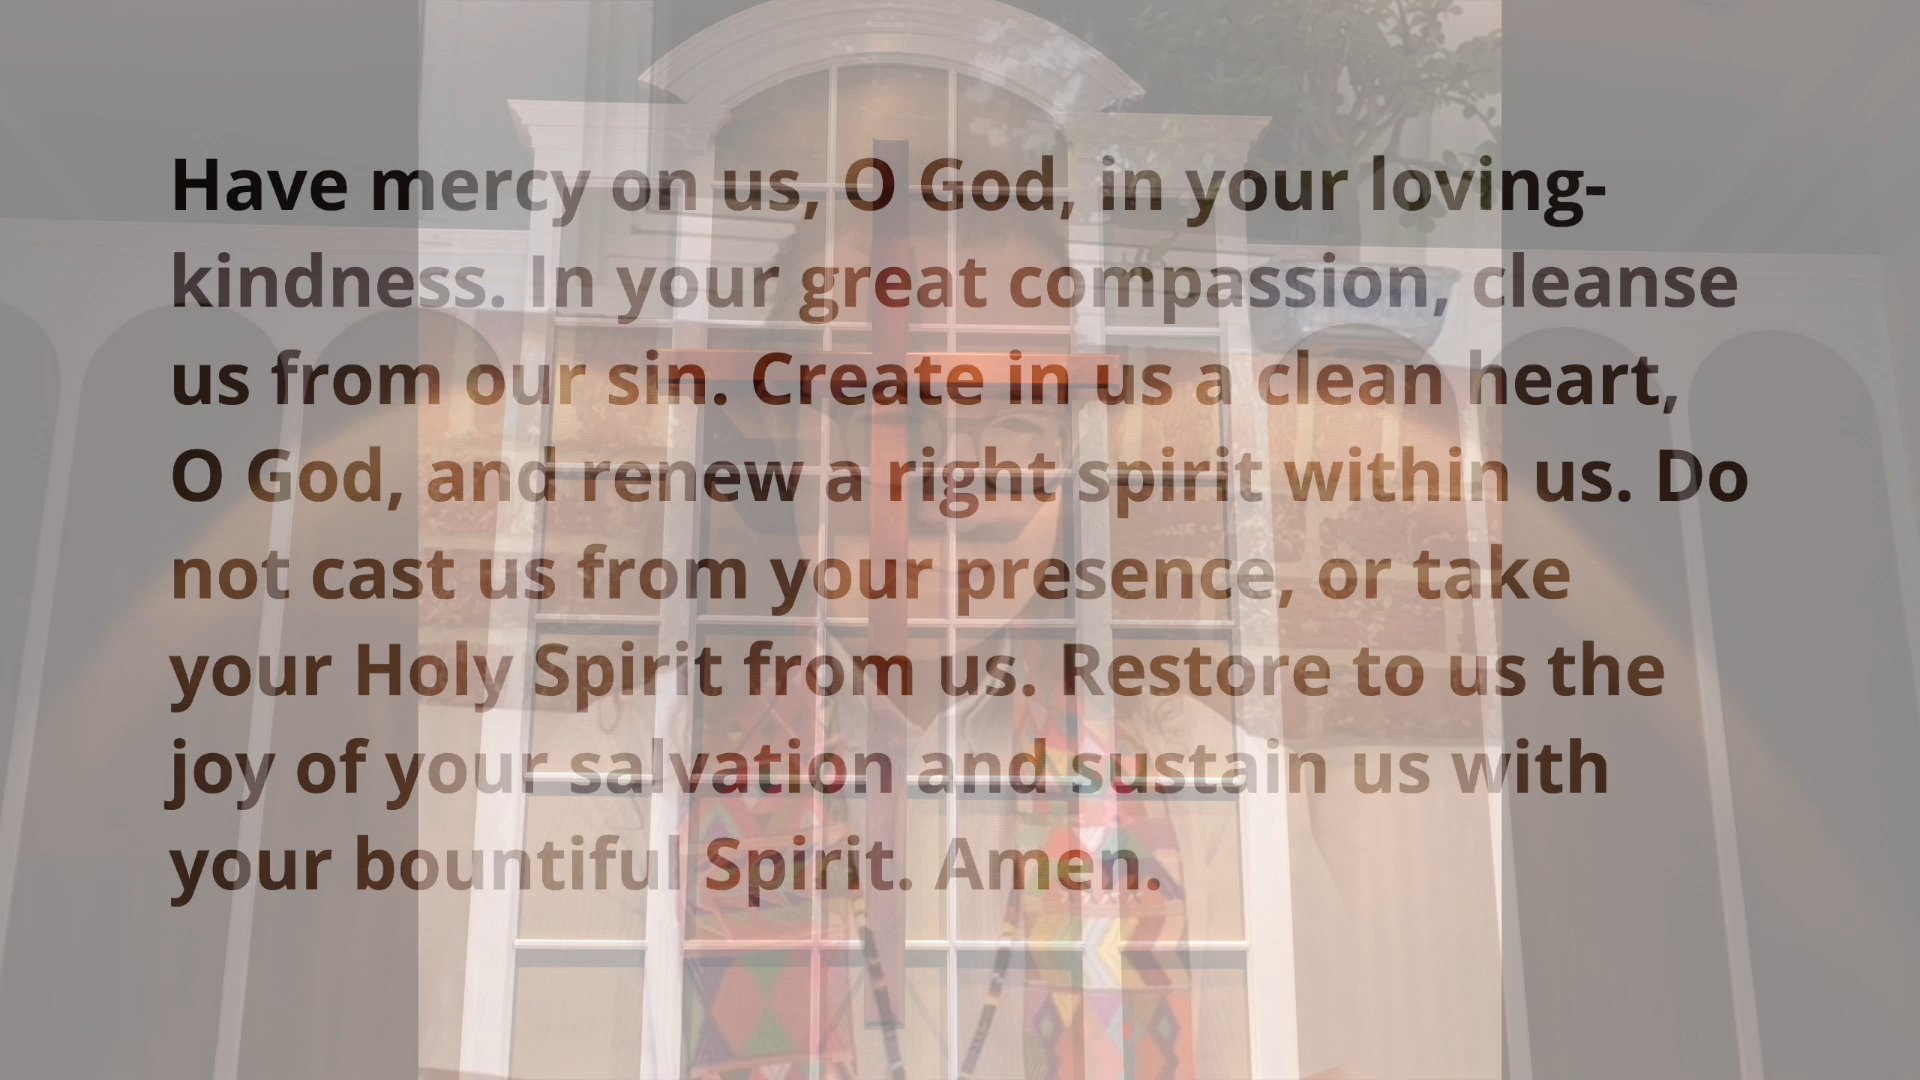 Have mercy on us, O God, in your loving-
kindness. In your great compassion, cleanse
us from our sin. Create in us a clean heart,
O God, and renew a right spirit within us. Do
not cast us from your presence, or take
your Holy Spirit from us. Restore to us the
joy of your salvation and sustain us with
your bountiful Spirit. Amen.